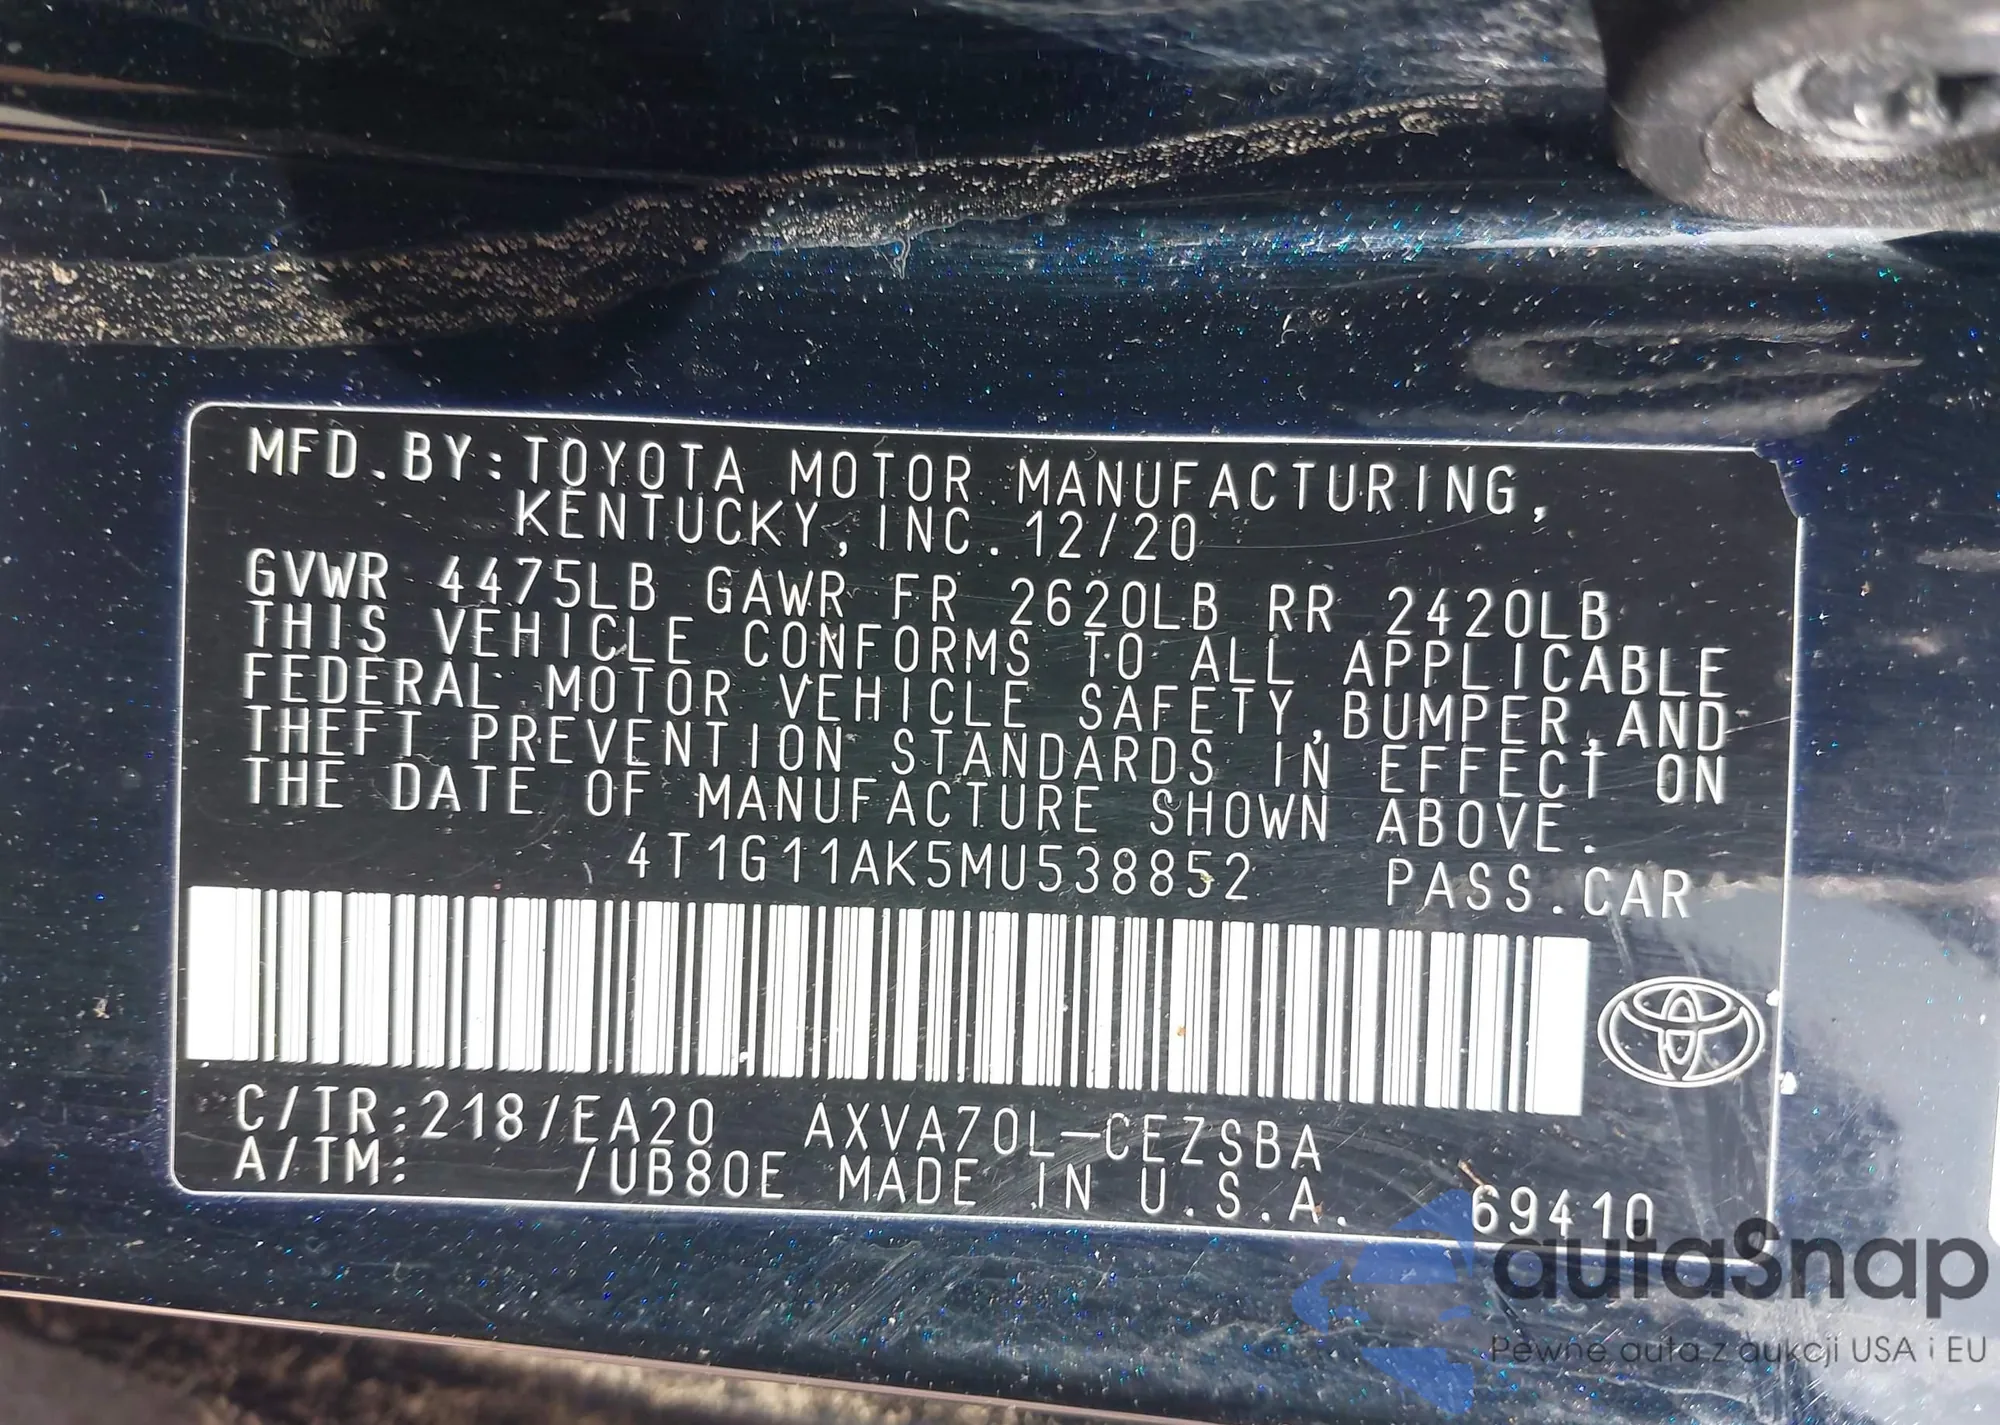 MFD.BY:TOYOTA MOTOR MANUFACTURING,
KENTUCKY, INC. 12/20
GVWR 4475LB GAWR FR 2620LB RR 2420LB
THIS VEHICLE CONFORMS TO ALL APPLICABLE
FEDERAL MOTOR VEHICLE SAFETY,BUMPER,AND
THEFT PREVENTION STANDARDS IN EFFECT ON
THE DATE OF MANUFACTURE SHOWN ABOVE.
4T1G11AK5MU538852 PASS.CAR
C/TR:218/EA20 AXVA70L-CEZSBA
A/TM: /UB80E MADE IN U.S.A. 69410
autaSnap
Pewne auta z aukcji USA i EU